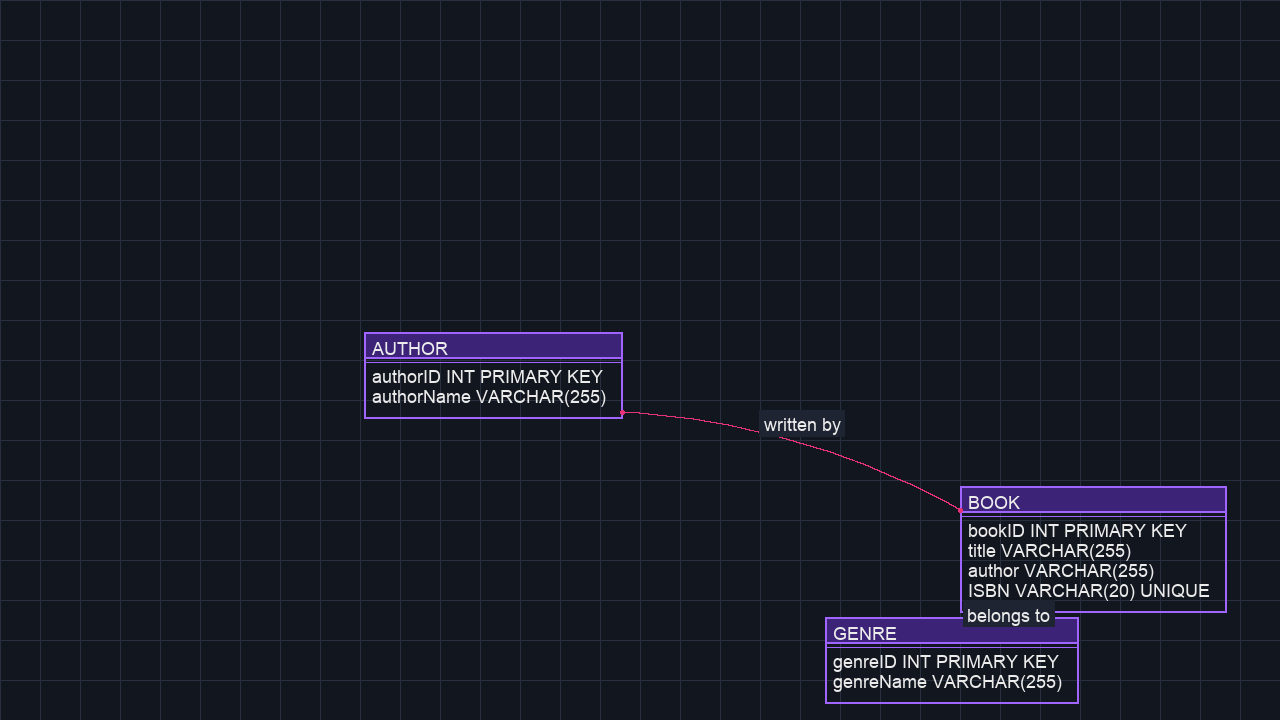 AUTHOR
authorID INT PRIMARY KEY
authorName VARCHAR(255)
written by
BOOK
bookID INT PRIMARY KEY
title VARCHAR(255)
author VARCHAR(255)
ISBN VARCHAR(20) UNIQUE
belongs to
GENRE
genreID INT PRIMARY KEY
genreName VARCHAR(255)